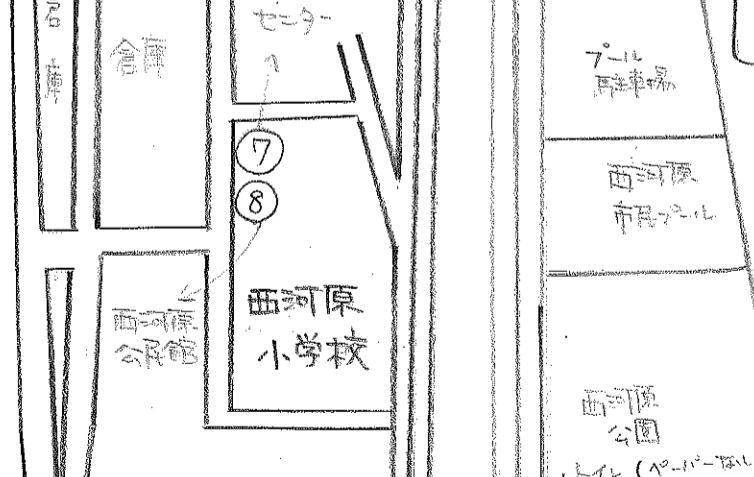 倉庫
センター
倉
庫
プール
駐車場
⑦
⑧
西河原
市民プール
西河原
公民館
西河原
小学校
西河原
公園
トイレ (ペーパーなし